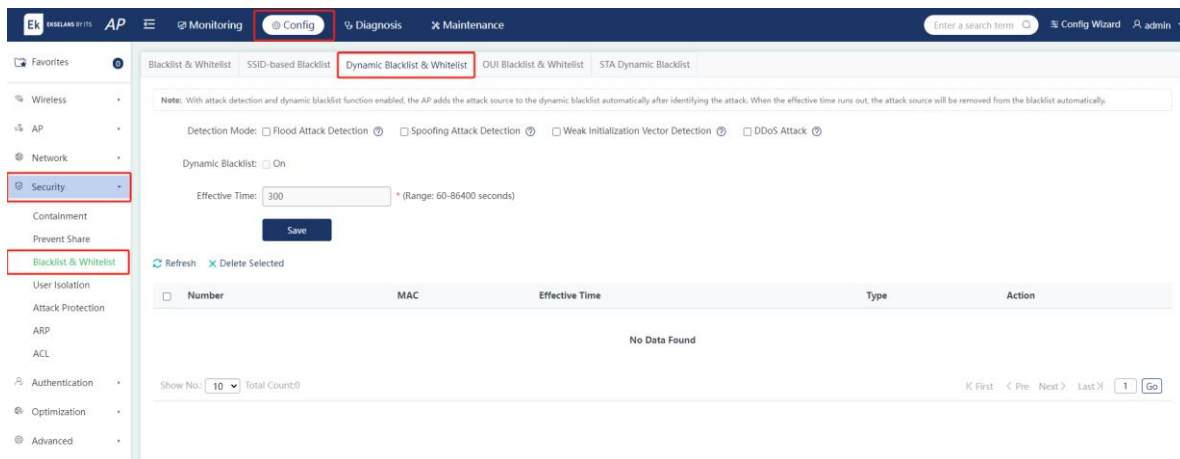 Ek EKSELANS BY ITS AP Monitoring Config Diagnosis Maintenance Enter a search term Config Wizard admin
Favorites 0
Blacklist & Whitelist SSID-based Blacklist Dynamic Blacklist & Whitelist OUI Blacklist & Whitelist STA Dynamic Blacklist
Wireless
Note: With attack detection and dynamic blacklist function enabled, the AP adds the attack source to the dynamic blacklist automatically after identifying the attack. When the effective time runs out, the attack source will be removed from the blacklist automatically.
AP
Detection Mode: Flood Attack Detection ? Spoofing Attack Detection ? Weak Initialization Vector Detection ? DDoS Attack ?
Network
Dynamic Blacklist: On
Security
Effective Time: 300 * (Range: 60-86400 seconds)
Containment
Save
Prevent Share
Blacklist & Whitelist
Refresh Delete Selected
User Isolation
Number MAC Effective Time Type Action
Attack Protection
ARP
No Data Found
ACL
Authentication
Show No.: 10 Total Count:0 First Pre Next Last 1 Go
Optimization
Advanced